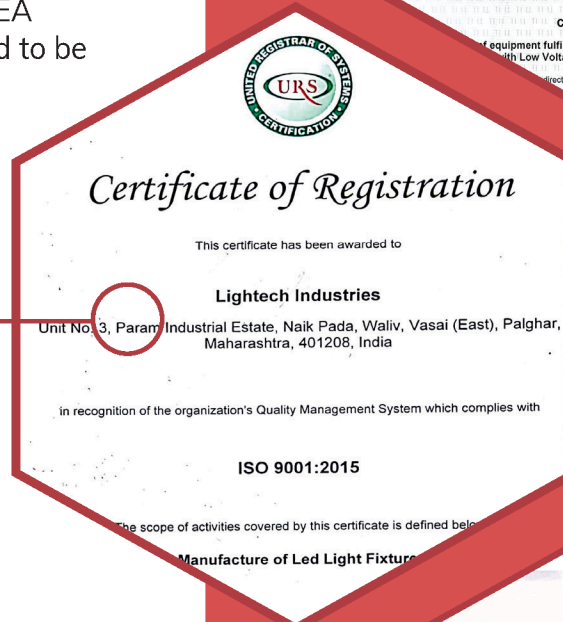 EA
d to be
C
of equipment fulfi
ith Low Volta
direct
UNITED REGISTRAR OF SYSTEMS
URS
CERTIFICATION
Certificate of Registration
This certificate has been awarded to
Lightech Industries
Unit No. 3, Param Industrial Estate, Naik Pada, Waliv, Vasai (East), Palghar,
Maharashtra, 401208, India
in recognition of the organization's Quality Management System which complies with
ISO 9001:2015
The scope of activities covered by this certificate is defined belo
Manufacture of Led Light Fixture